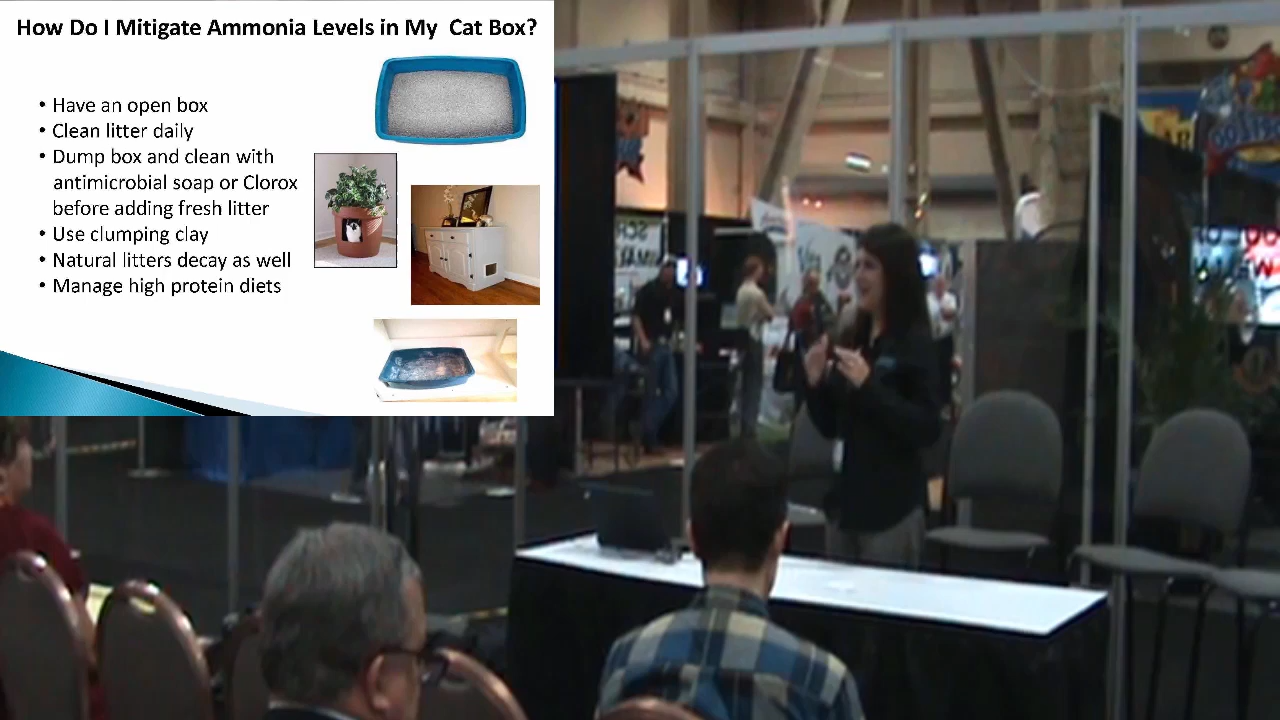 How Do I Mitigate Ammonia Levels in My Cat Box?
• Have an open box
• Clean litter daily
• Dump box and clean with
antimicrobial soap or Clorox
before adding fresh litter
• Use clumping clay
• Natural litters decay as well
• Manage high protein diets